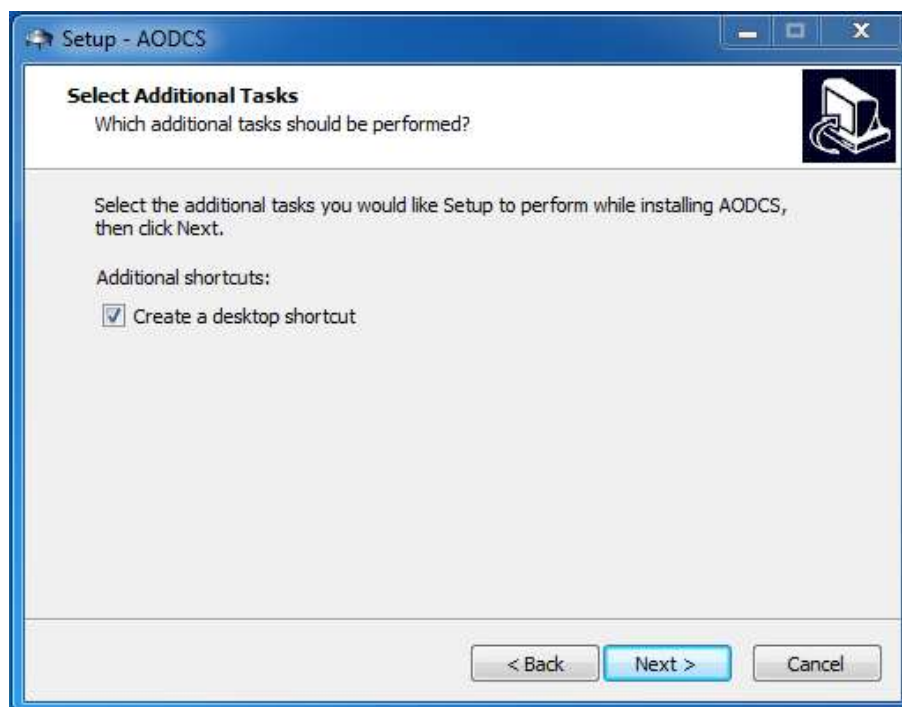 Setup - AODCS
Select Additional Tasks
Which additional tasks should be performed?
Select the additional tasks you would like Setup to perform while installing AODCS,
then click Next.
Additional shortcuts:
Create a desktop shortcut
< Back Next > Cancel